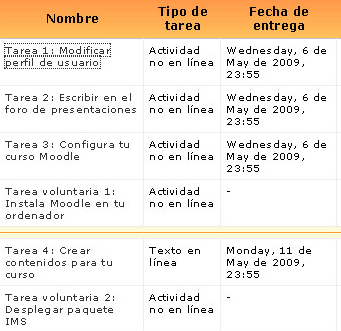 Nombre
Tipo de tarea
Fecha de entrega
Tarea 1: Modificar perfil de usuario
Actividad no en línea
Wednesday, 6 de May de 2009, 23:55
Tarea 2: Escribir en el foro de presentaciones
Actividad no en línea
Wednesday, 6 de May de 2009, 23:55
Tarea 3: Configura tu curso Moodle
Actividad no en línea
Wednesday, 6 de May de 2009, 23:55
Tarea voluntaria 1: Instala Moodle en tu ordenador
Actividad no en línea
-
Tarea 4: Crear contenidos para tu curso
Texto en línea
Monday, 11 de May de 2009, 23:55
Tarea voluntaria 2: Desplegar paquete IMS
Actividad no en línea
-